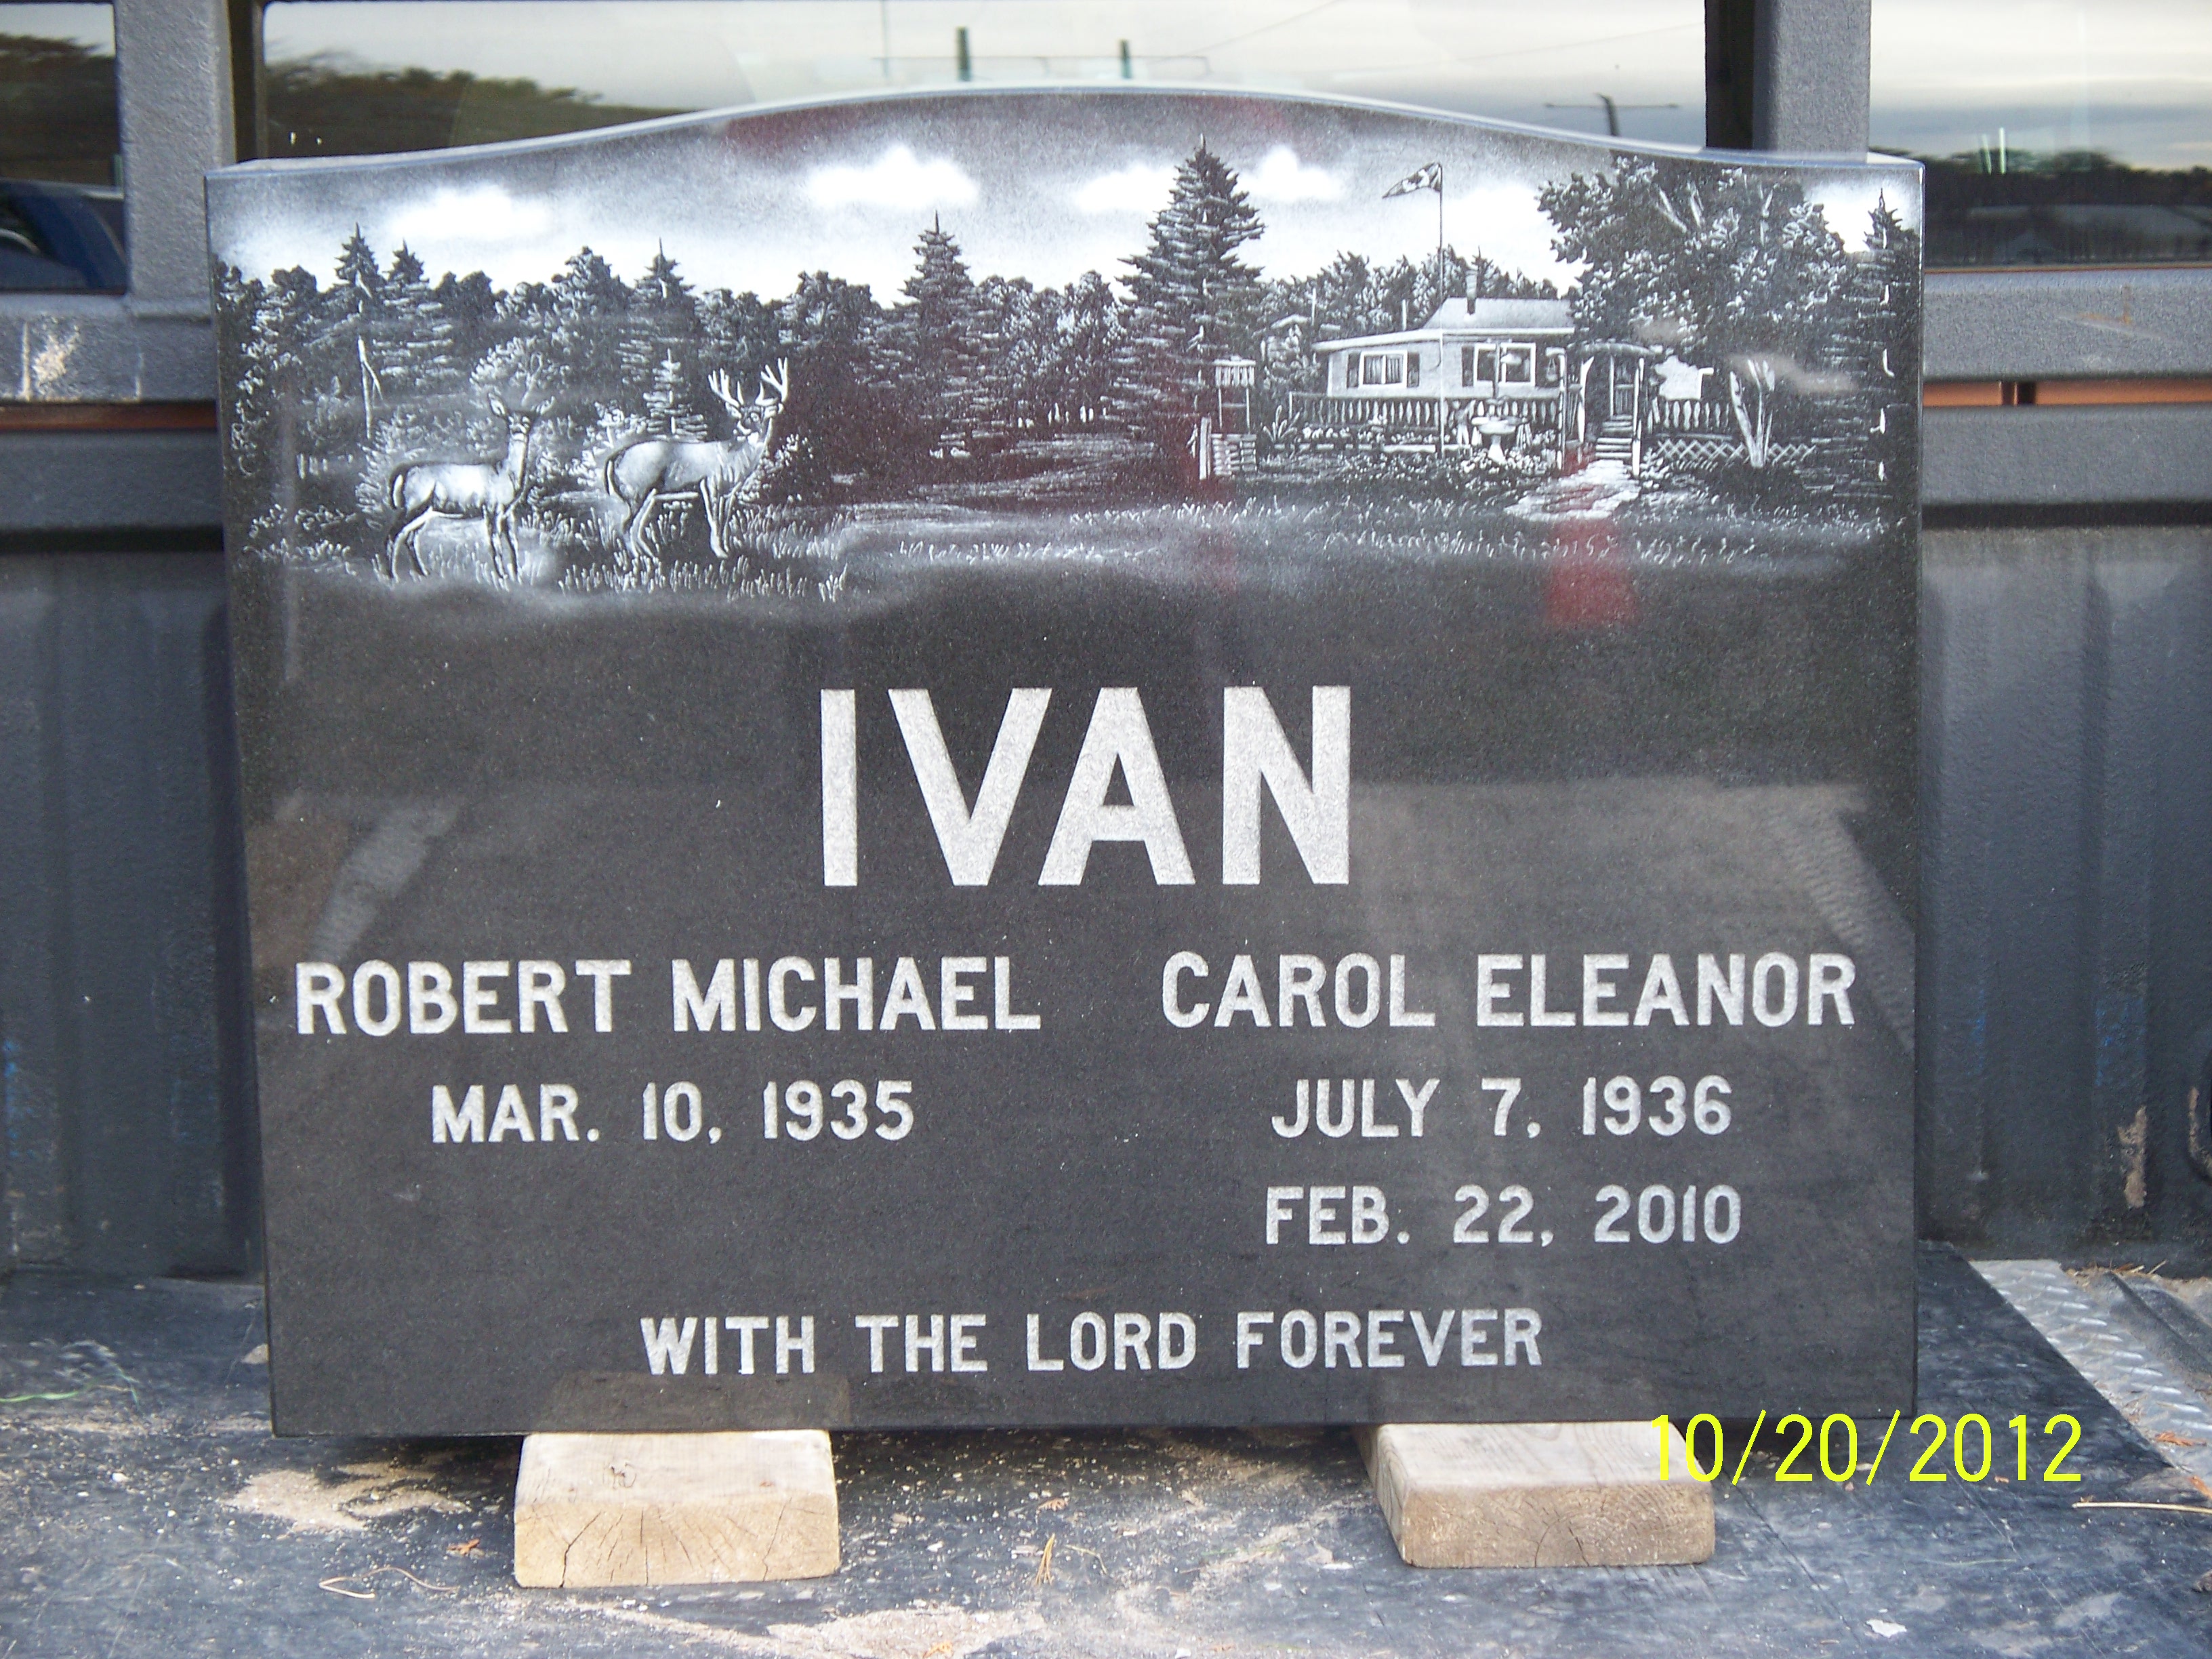 IVAN
ROBERT MICHAEL CAROL ELEANOR
MAR. 10, 1935 JULY 7, 1936
FEB. 22, 2010
WITH THE LORD FOREVER
10/20/2012